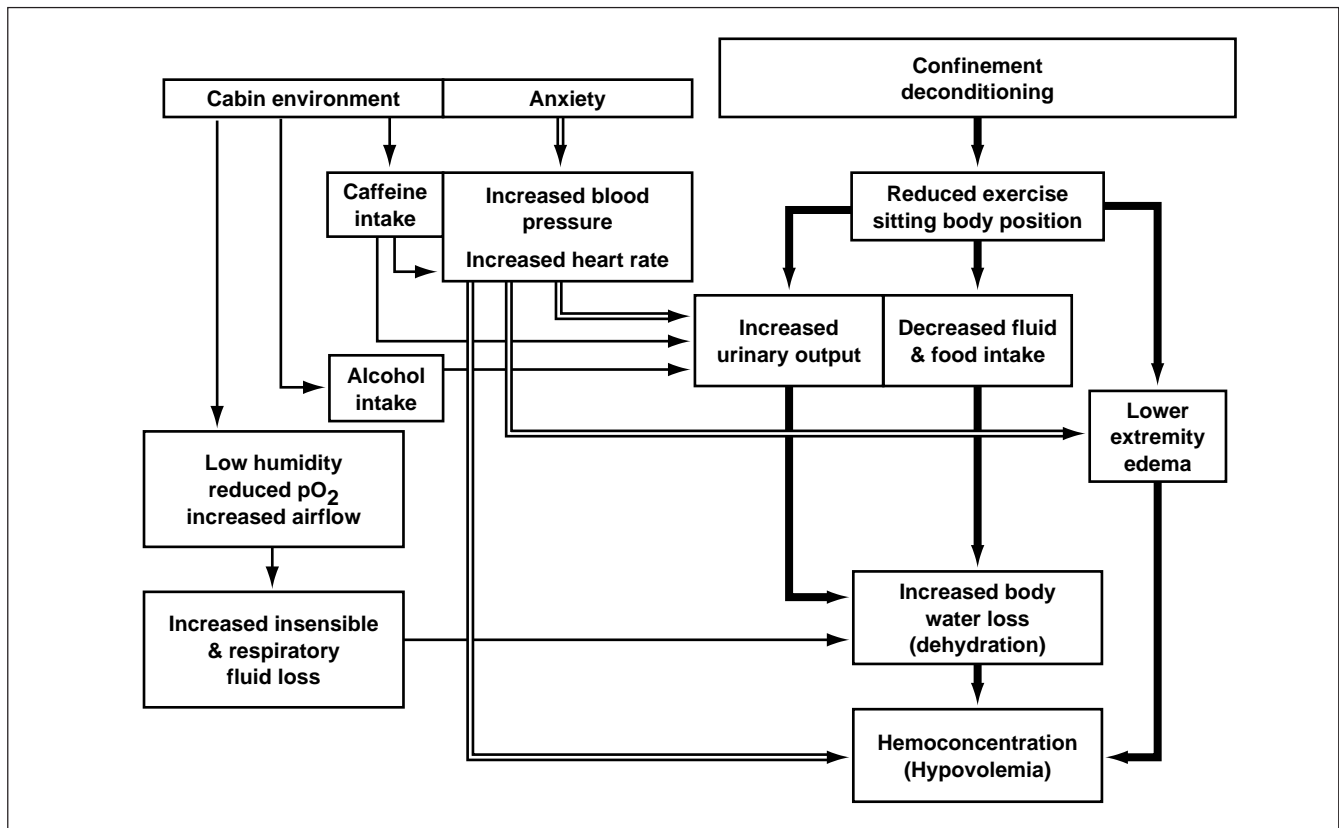 Confinement
deconditioning
Cabin environment
Anxiety
Caffeine
intake
Increased blood
pressure
Increased heart rate
Reduced exercise
sitting body position
Increased
urinary output
Decreased fluid
& food intake
Alcohol
intake
Lower
extremity
edema
Low humidity
reduced pO2
increased airflow
Increased insensible
& respiratory
fluid loss
Increased body
water loss
(dehydration)
Hemoconcentration
(Hypovolemia)